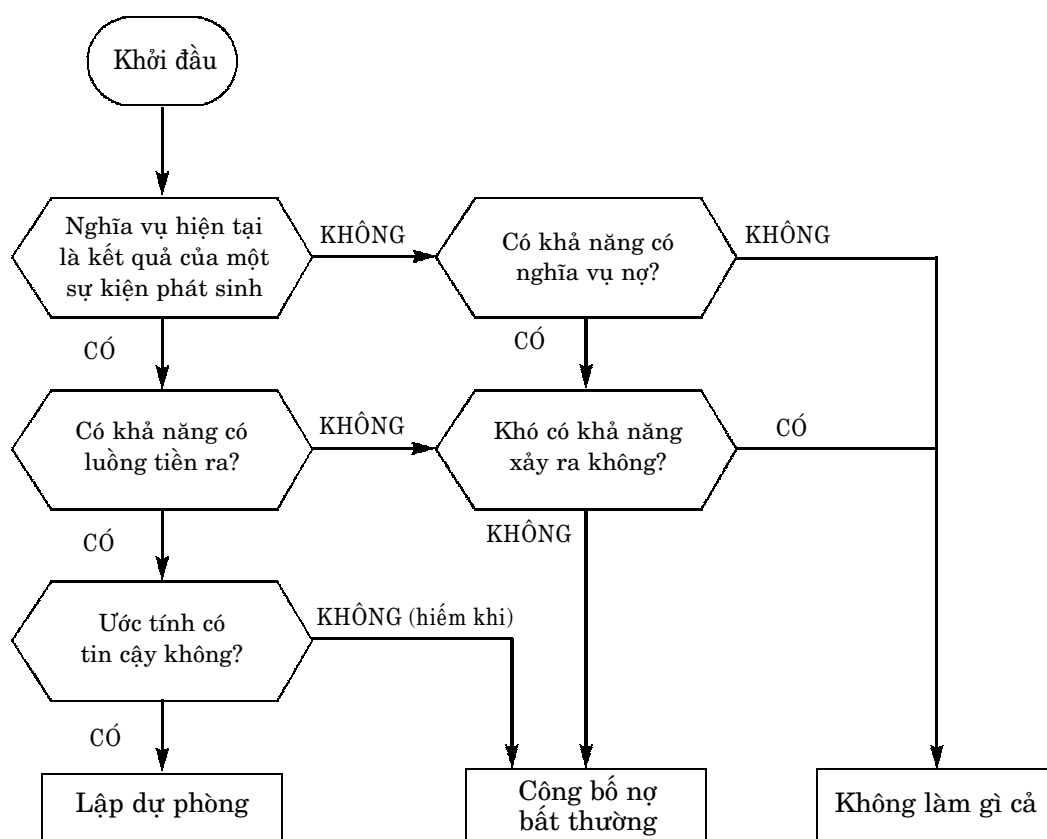 Khởi đầu
Nghĩa vụ hiện tại
là kết quả của một
sự kiện phát sinh
KHÔNG
Có khả năng có
nghĩa vụ nợ?
KHÔNG
CÓ
CÓ
Có khả năng có
luồng tiền ra?
KHÔNG
Khó có khả năng
xảy ra không?
CÓ
CÓ
KHÔNG
Ước tính có
tin cậy không?
KHÔNG (hiếm khi)
CÓ
Lập dự phòng
Công bố nợ
bất thường
Không làm gì cả